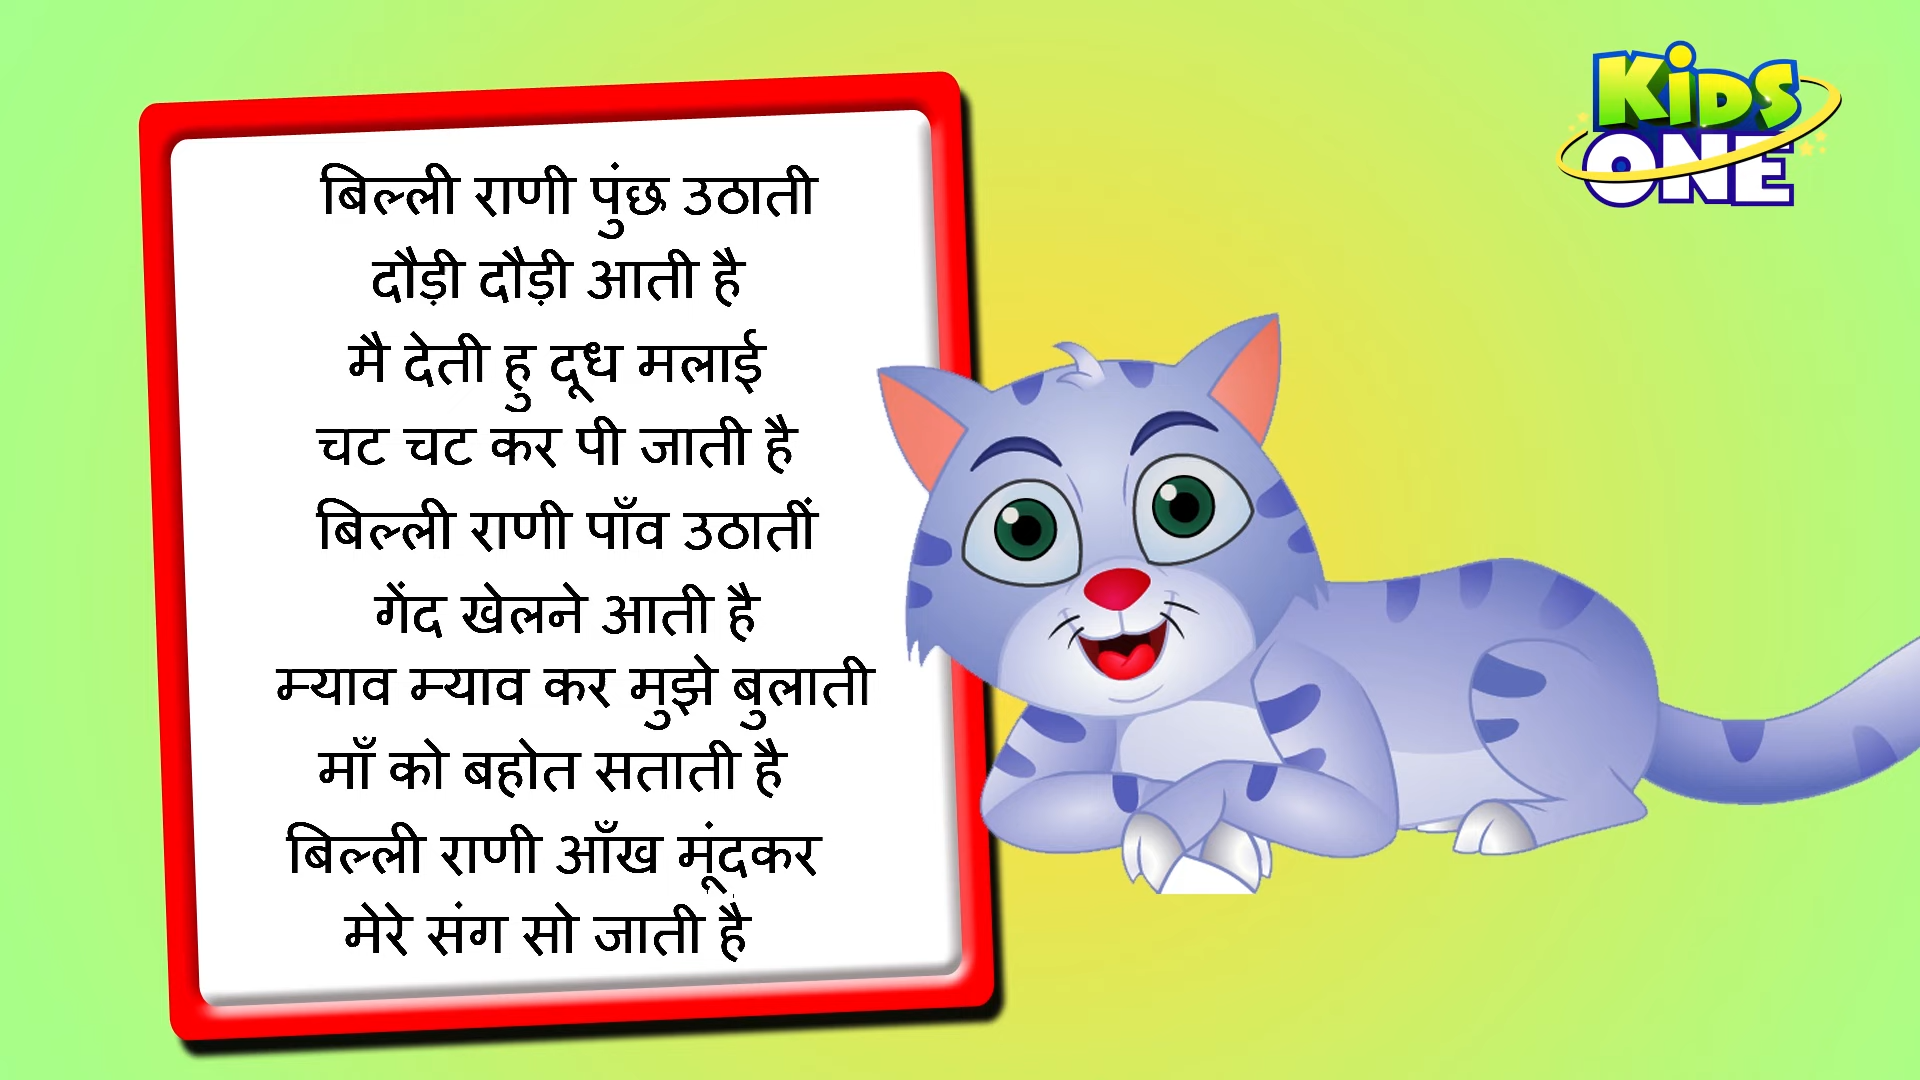 बिल्ली राणी पुंछ उठाती
दौड़ी दौड़ी आती है
मै देती हु दूध मलाई
चट चट कर पी जाती है
बिल्ली राणी पाँव उठातीं
गेंद खेलने आती है
म्याव म्याव कर मुझे बुलाती
माँ को बहोत सताती है
बिल्ली राणी आँख मूंदकर
मेरे संग सो जाती है
KiDS
ONE